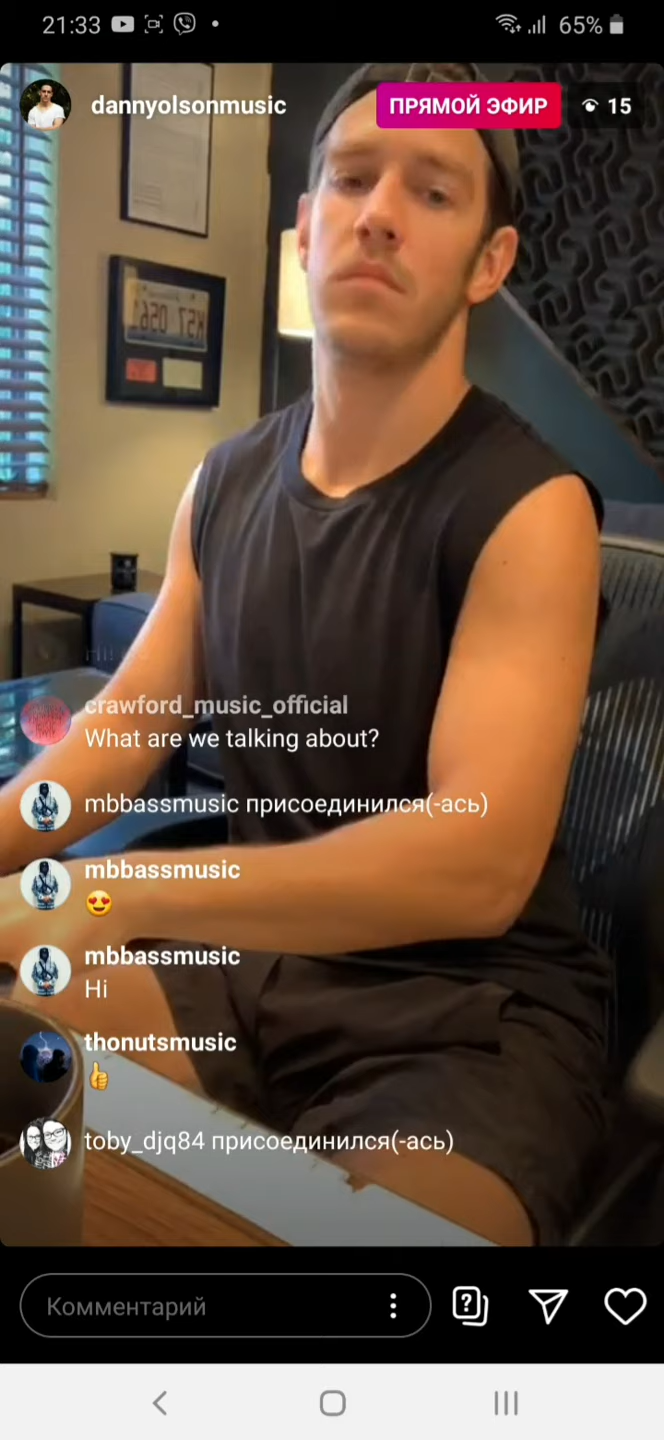 21:33
65%
dannyolsonmusic
ПРЯМОЙ ЭФИР
15
Hi!
crawford_music_official
What are we talking about?
mbbassmusic присоединился(-ась)
mbbassmusic
😍
mbbassmusic
Hi
thonutsmusic
👍
toby_djq84 присоединился(-ась)
Комментарий